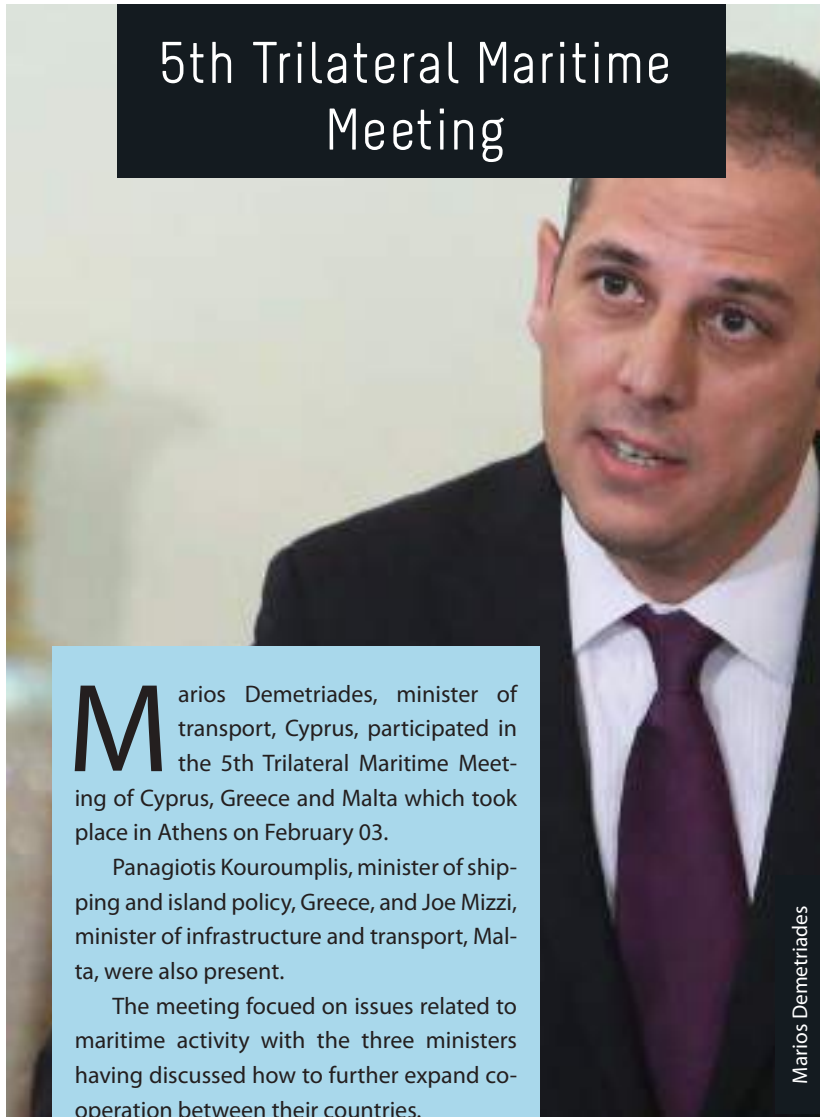 5th Trilateral Maritime
Meeting
Marios Demetriades, minister of
transport, Cyprus, participated in
the 5th Trilateral Maritime Meet-
ing of Cyprus, Greece and Malta which took
place in Athens on February 03.
Panagiotis Kouroumplis, minister of ship-
ping and island policy, Greece, and Joe Mizzi,
minister of infrastructure and transport, Mal-
ta, were also present.
The meeting focued on issues related to
maritime activity with the three ministers
having discussed how to further expand co-
operation between their countries.
Marios Demetriades